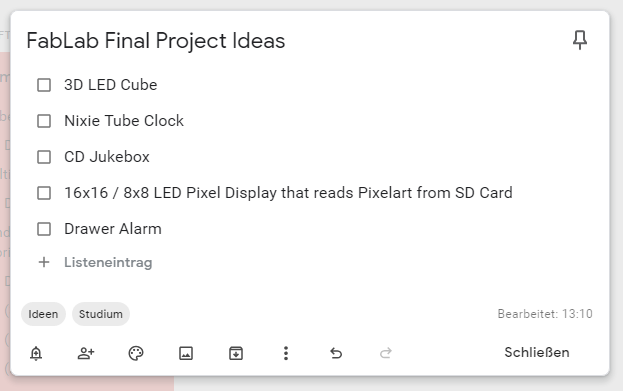 FabLab Final Project Ideas
3D LED Cube
Nixie Tube Clock
CD Jukebox
16x16 / 8x8 LED Pixel Display that reads Pixelart from SD Card
Drawer Alarm
+ Listeneintrag
Ideen Studium
Bearbeitet: 13:10
Schließen